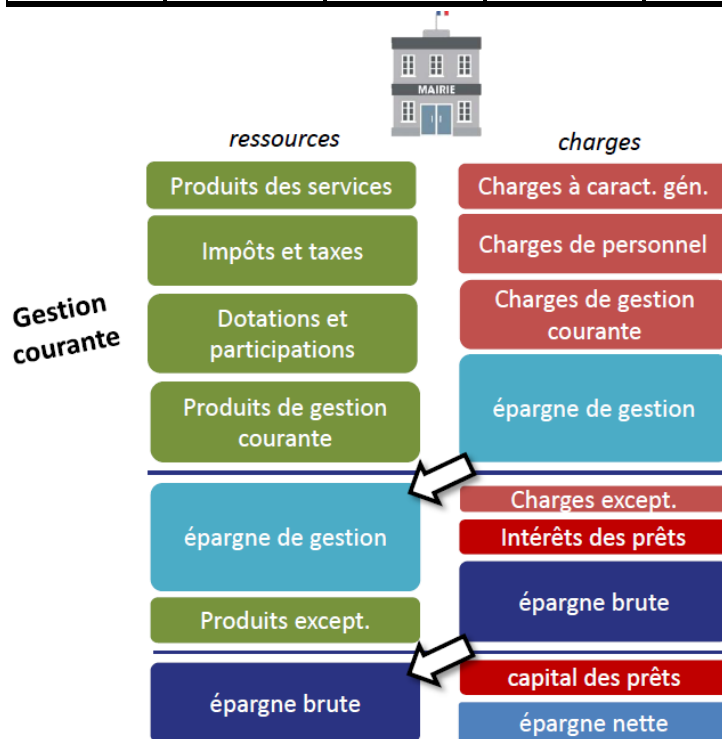 MAIRIE
ressources
charges
Produits des services
Charges à caract. gén.
Impôts et taxes
Charges de personnel
Gestion
courante
Dotations et
participations
Charges de gestion
courante
Produits de gestion
courante
épargne de gestion
épargne de gestion
Charges except.
Intérêts des prêts
épargne brute
Produits except.
épargne brute
capital des prêts
épargne nette